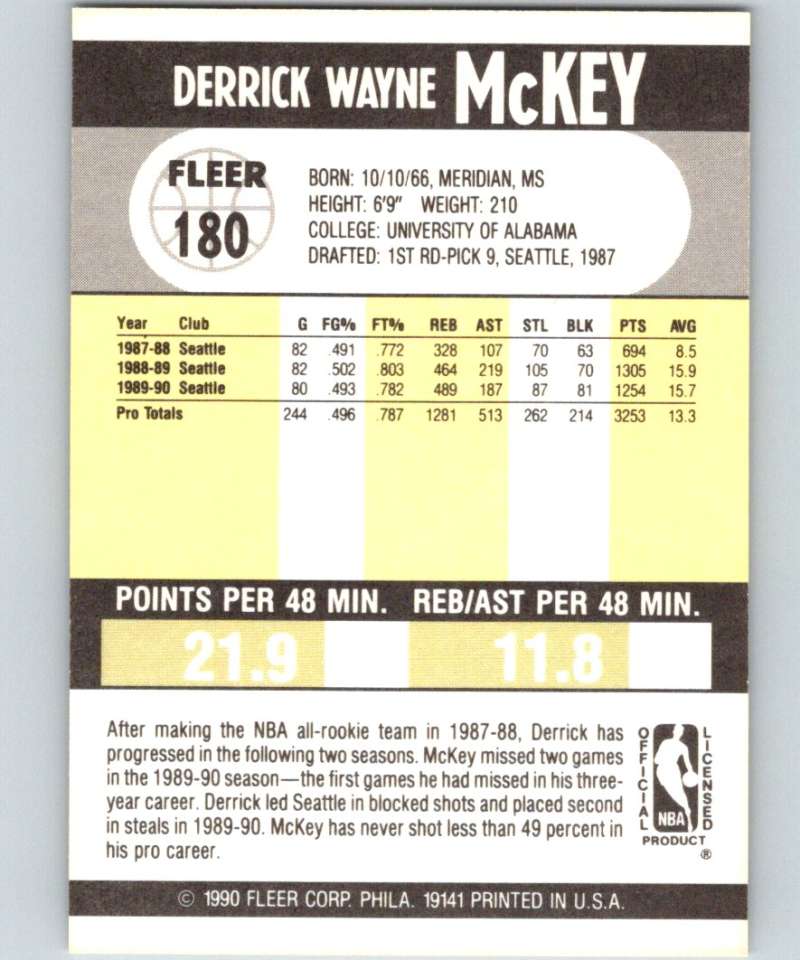 DERRICK WAYNE McKEY
FLEER
180
BORN: 10/10/66, MERIDIAN, MS
HEIGHT: 6'9" WEIGHT: 210
COLLEGE: UNIVERSITY OF ALABAMA
DRAFTED: 1ST RD-PICK 9, SEATTLE, 1987
Year Club G FG% FT% REB AST STL BLK PTS AVG
1987-88 Seattle 82 .491 .772 328 107 70 63 694 8.5
1988-89 Seattle 82 .502 .803 464 219 105 70 1305 15.9
1989-90 Seattle 80 .493 .782 489 187 87 81 1254 15.7
Pro Totals 244 .496 .787 1281 513 262 214 3253 13.3
POINTS PER 48 MIN. REB/AST PER 48 MIN.
21.9 11.8
After making the NBA all-rookie team in 1987-88, Derrick has
progressed in the following two seasons. McKey missed two games
in the 1989-90 season—the first games he had missed in his three-
year career. Derrick led Seattle in blocked shots and placed second
in steals in 1989-90. McKey has never shot less than 49 percent in
his pro career.
OFFICIAL
LICENSED
NBA
PRODUCT
®
© 1990 FLEER CORP. PHILA. 19141 PRINTED IN U.S.A.